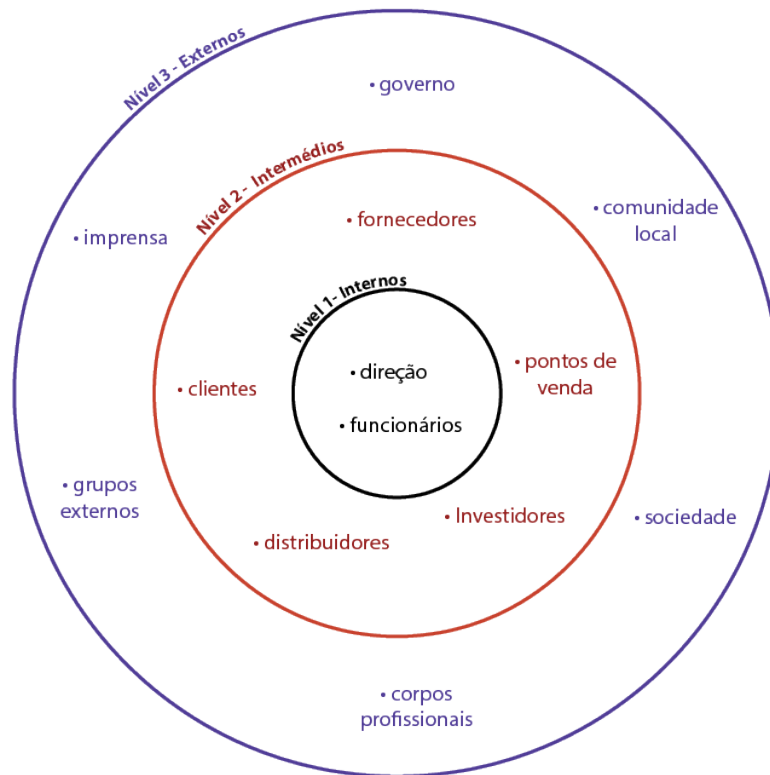 Nível 3 - Externos
• governo
Nível 2 - Intermédios
• fornecedores
• comunidade
local
• imprensa
Nível 1- Internos
• direção
• pontos de
venda
• clientes
• funcionários
• grupos
externos
• Investidores
• sociedade
• distribuidores
• corpos
profissionais